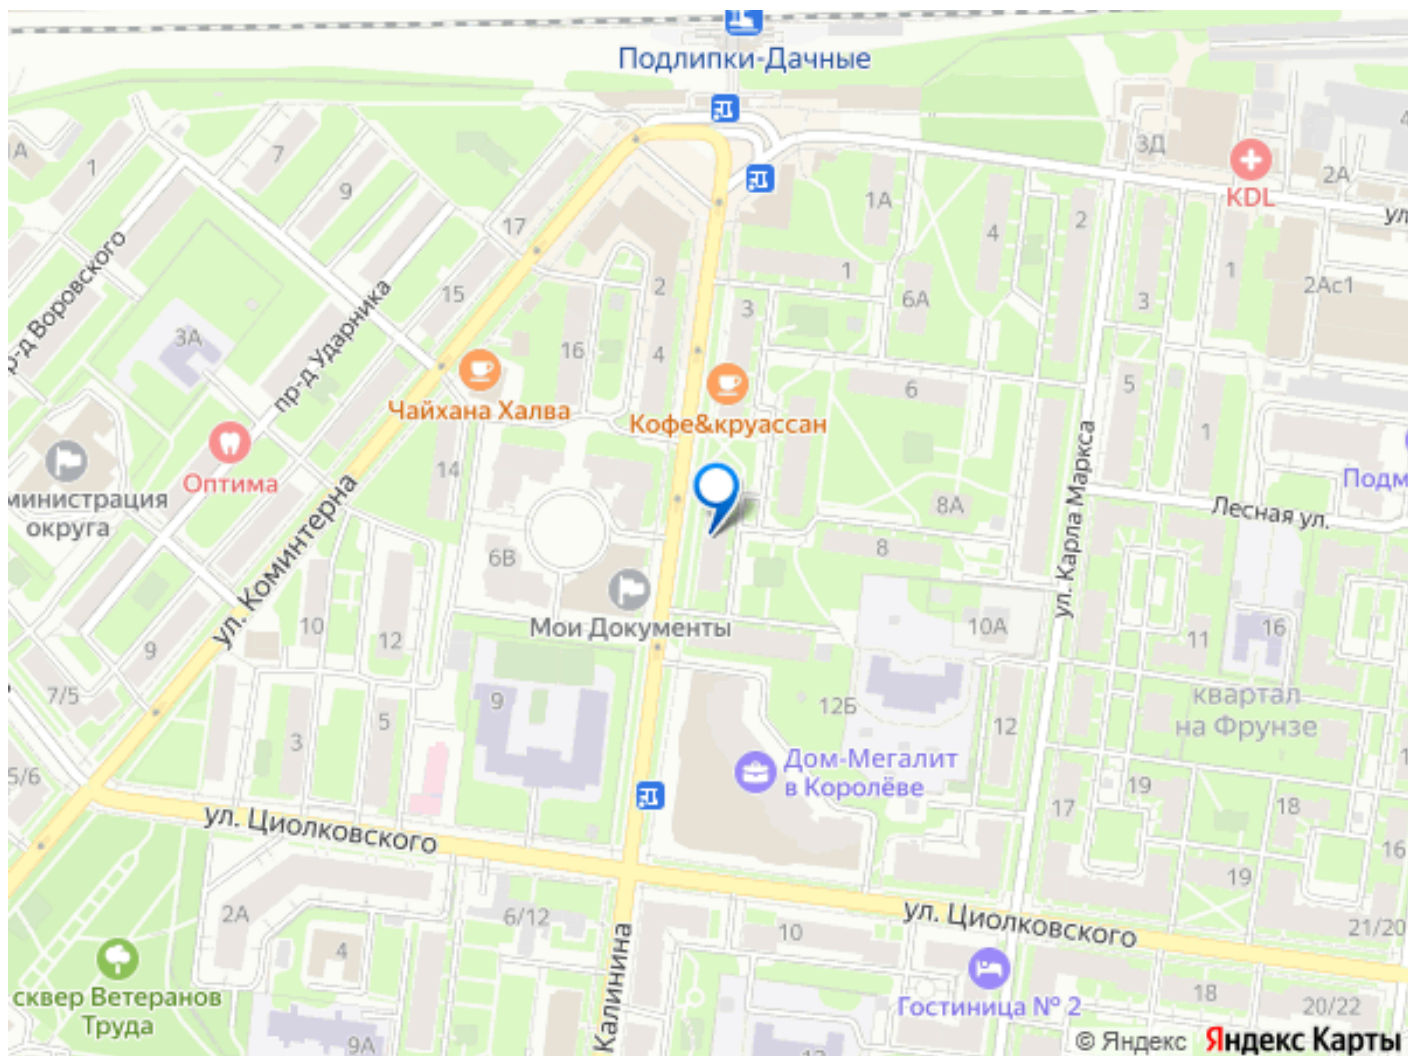 Подлипки-Дачные
3Д
4
KDL
2А
ул
1А
1
7
9
17
1А
4
2
1
3
2Ас1
1
6А
2
3
15
пр-д Воровского
3А
пр-д Ударника
16
4
Чайхана Халва
Кофе&круассан
6
5
1
министрация
округа
Оптима
14
ул. Коминтерна
8А
8
ул. Карла Маркса
Лесная ул.
Подм
6В
Мои Документы
10
12
9
7/5
10А
11
16
квартал
на Фрунзе
12Б
12
9
5
3
5/6
Дом-Мегалит
в Королёве
19
17
18
16
ул. Циолковского
19
2А
6/12
4
10
ул. Циолковского
21/20
сквер Ветеранов
Труда
Калинина
Гостиница № 2
18
20/22
9А
© Яндекс Яндекс Карты